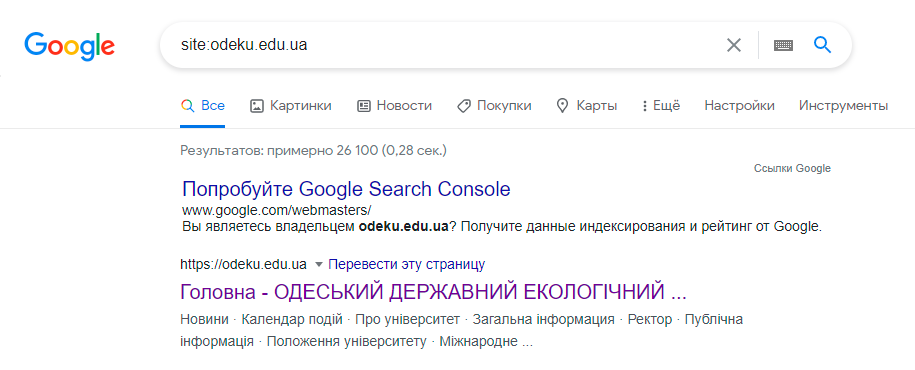 Google
site:odeku.edu.ua
Все Картинки Новости Покупки Карты Ещё Настройки Инструменты
Результатов: примерно 26 100 (0,28 сек.)
Ссылки Google
Попробуйте Google Search Console
www.google.com/webmasters/
Вы являетесь владельцем odeku.edu.ua? Получите данные индексирования и рейтинг от Google.
https://odeku.edu.ua Перевести эту страницу
Головна - ОДЕСЬКИЙ ДЕРЖАВНИЙ ЕКОЛОГІЧНИЙ ...
Новини · Календар подій · Про університет · Загальна інформация · Ректор · Публічна
інформація · Положення університету · Міжнародне ...